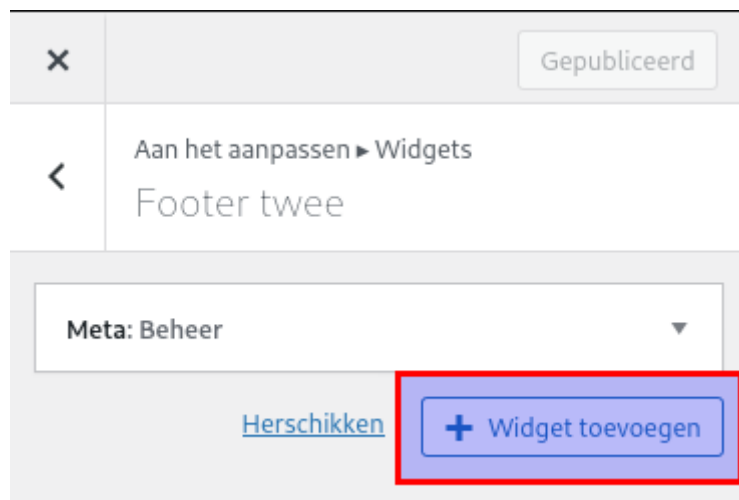 Gepubliceerd
Aan het aanpassen ▸ Widgets
Footer twee
Meta: Beheer
Herschikken
Widget toevoegen